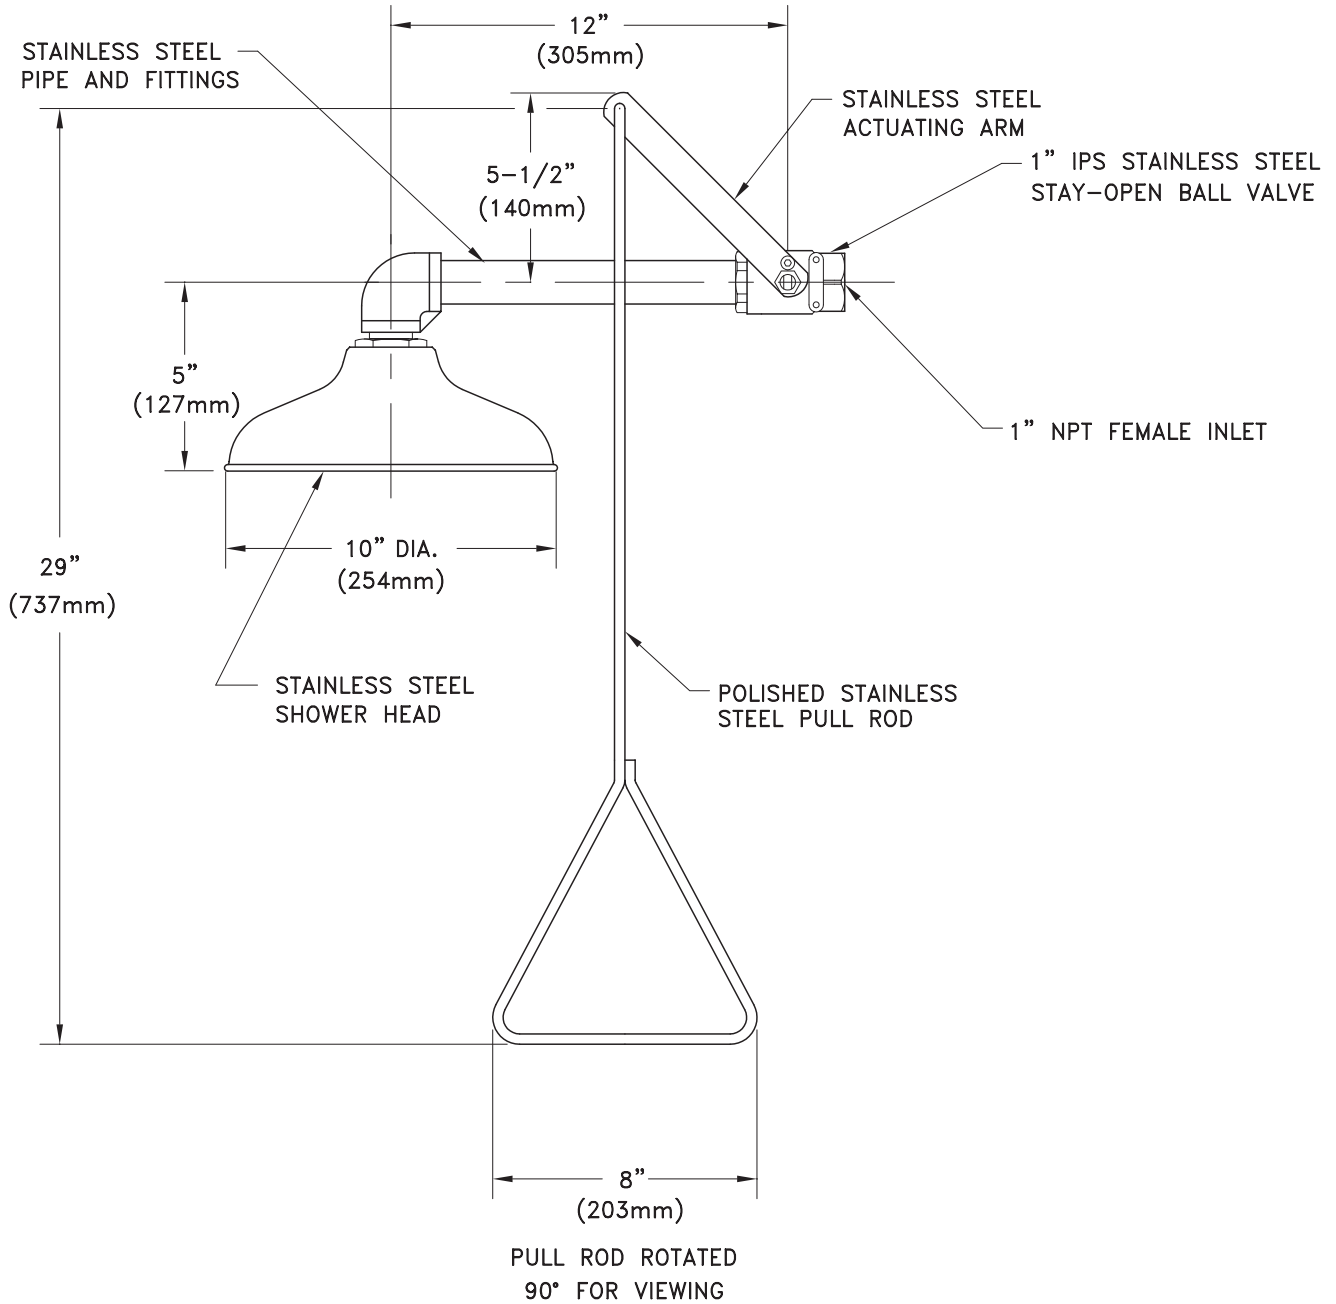 12”
(305mm)
STAINLESS STEEL
PIPE AND FITTINGS
STAINLESS STEEL
ACTUATING ARM
5-1/2”
(140mm)
1” IPS STAINLESS STEEL
STAY-OPEN BALL VALVE
5”
(127mm)
1” NPT FEMALE INLET
10” DIA.
(254mm)
29”
(737mm)
STAINLESS STEEL
SHOWER HEAD
POLISHED STAINLESS
STEEL PULL ROD
8”
(203mm)
PULL ROD ROTATED
90° FOR VIEWING